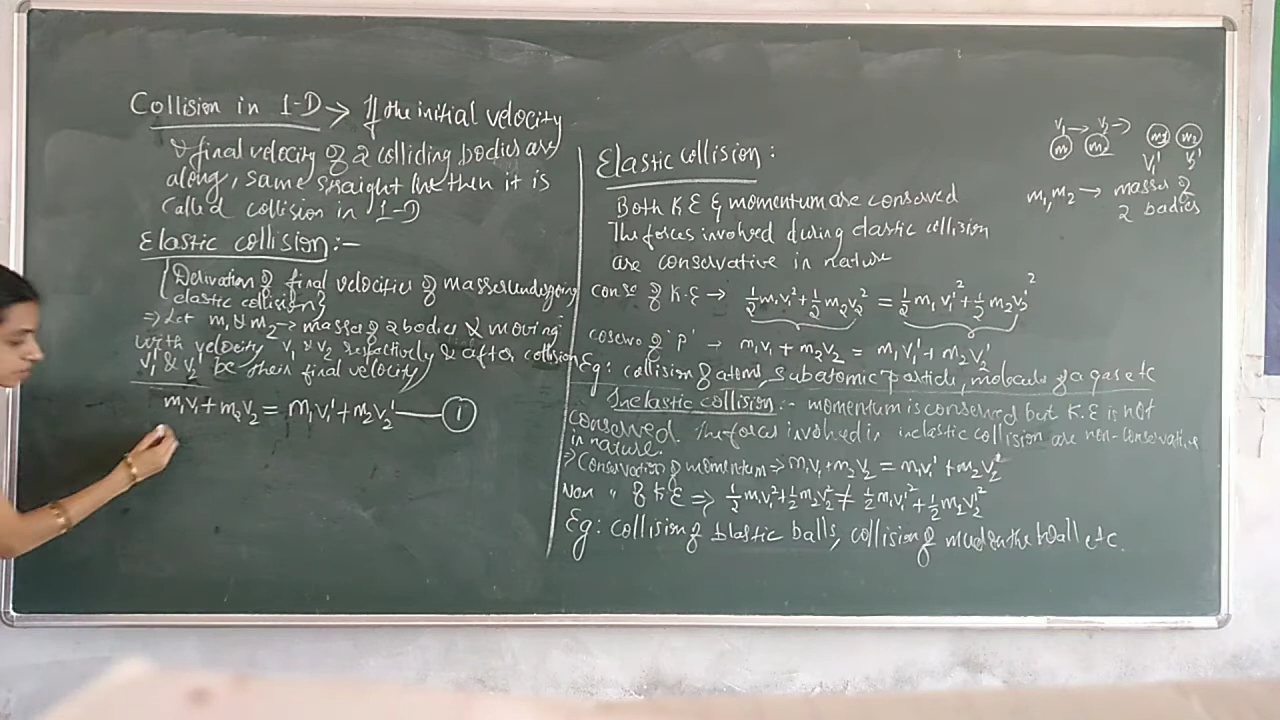 Collision in 1-D → If the initial velocity
& final velocity of 2 colliding bodies are
along, same straight line then it is
called collision in 1-D
Elastic collision:-
{Derivation of final velocities of masses undergoing
elastic collision}
⇒ Let m₁ & m₂ → masses of 2 bodies & moving
with velocity v₁ & v₂ respectively & after collision
v₁' & v₂' be their final velocity
m₁v₁ + m₂v₂ = m₁v₁' + m₂v₂' — ①
Elastic collision:
Both K.E & momentum are conserved
The forces involved during elastic collision
are conservative in nature
conse of K.E → ½m₁v₁² + ½m₂v₂² = ½m₁v₁'² + ½m₂v₂'²
of 'P' → m₁v₁ + m₂v₂ = m₁v₁' + m₂v₂'
Eg: collision of atoms, subatomic particle, molecule of a gas etc
Inelastic collision:- momentum is conserved but K.E is not
conserved. The forces involved in inelastic collision are non-conservative
in nature.
⇒ Conservation of momentum ⇒ m₁v₁ + m₂v₂ = m₁v₁' + m₂v₂'
Non " of K.E ⇒ ½m₁v₁² + ½m₂v₂² ≠ ½m₁v₁'² + ½m₂v₂'²
Eg: collision of plastic balls, collision of mud on the wall etc.
v₁ → v₂ →
m₁ m₂ m₁ m₂
v₁' v₂'
m₁, m₂ → masses of
2 bodies